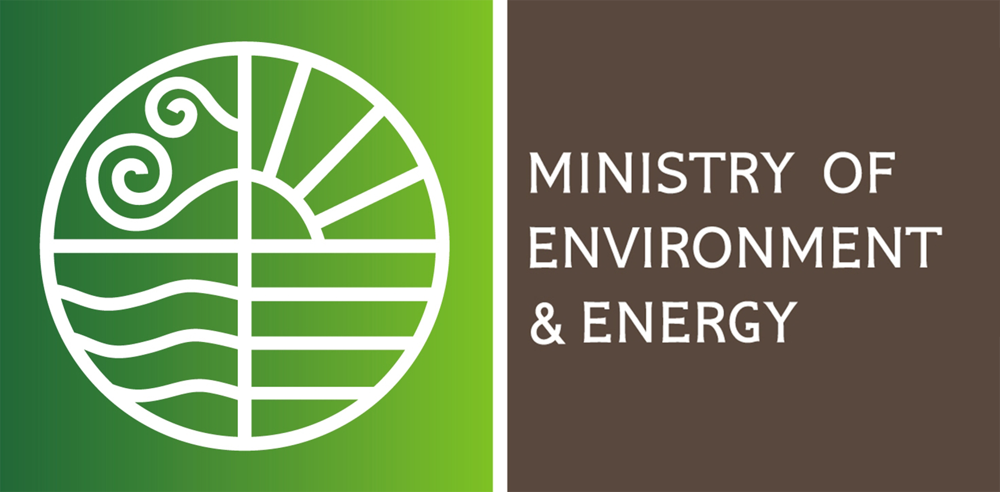 MINISTRY OF
ENVIRONMENT
& ENERGY